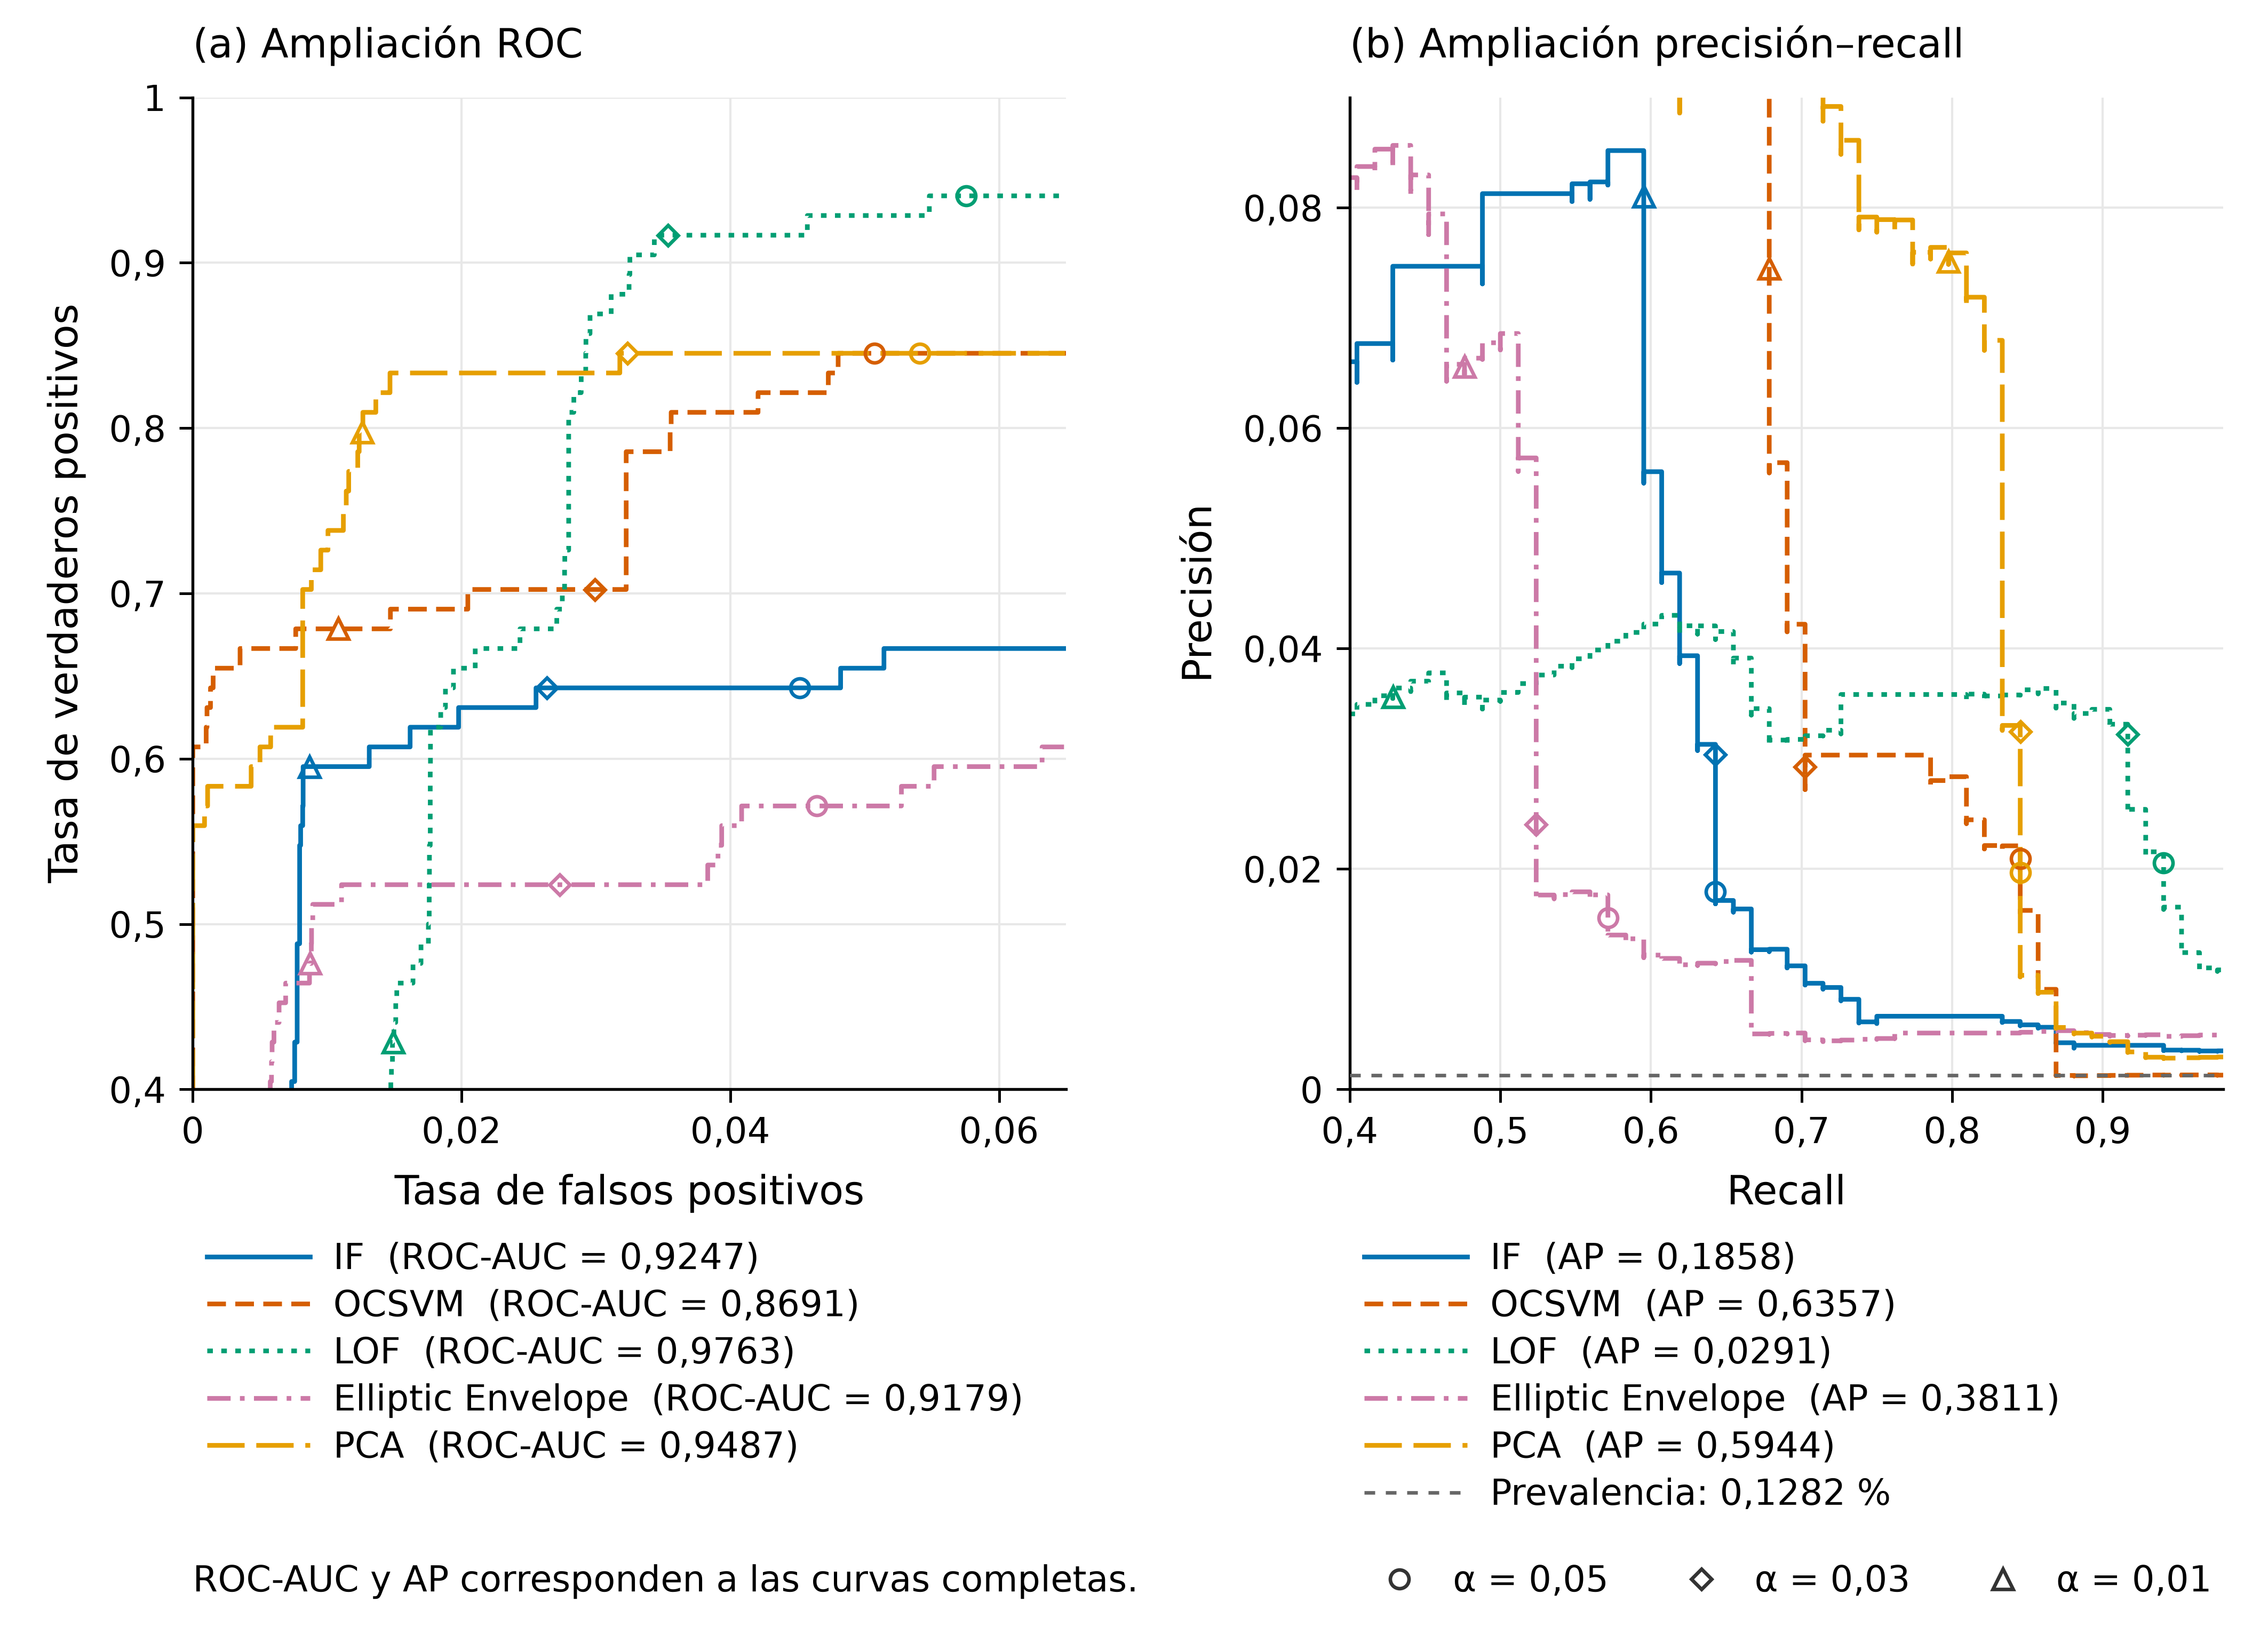 (a) Ampliación ROC
1
0,9
0,8
0,7
0,6
0,5
0,4
Tasa de verdaderos positivos
0
0,02
0,04
0,06
Tasa de falsos positivos
IF (ROC-AUC = 0,9247)
OCSVM (ROC-AUC = 0,8691)
LOF (ROC-AUC = 0,9763)
Elliptic Envelope (ROC-AUC = 0,9179)
PCA (ROC-AUC = 0,9487)
(b) Ampliación precisión–recall
0,08
0,06
0,04
0,02
0
Precisión
0,4
0,5
0,6
0,7
0,8
0,9
Recall
IF (AP = 0,1858)
OCSVM (AP = 0,6357)
LOF (AP = 0,0291)
Elliptic Envelope (AP = 0,3811)
PCA (AP = 0,5944)
Prevalencia: 0,1282 %
ROC-AUC y AP corresponden a las curvas completas.
α = 0,05
α = 0,03
α = 0,01